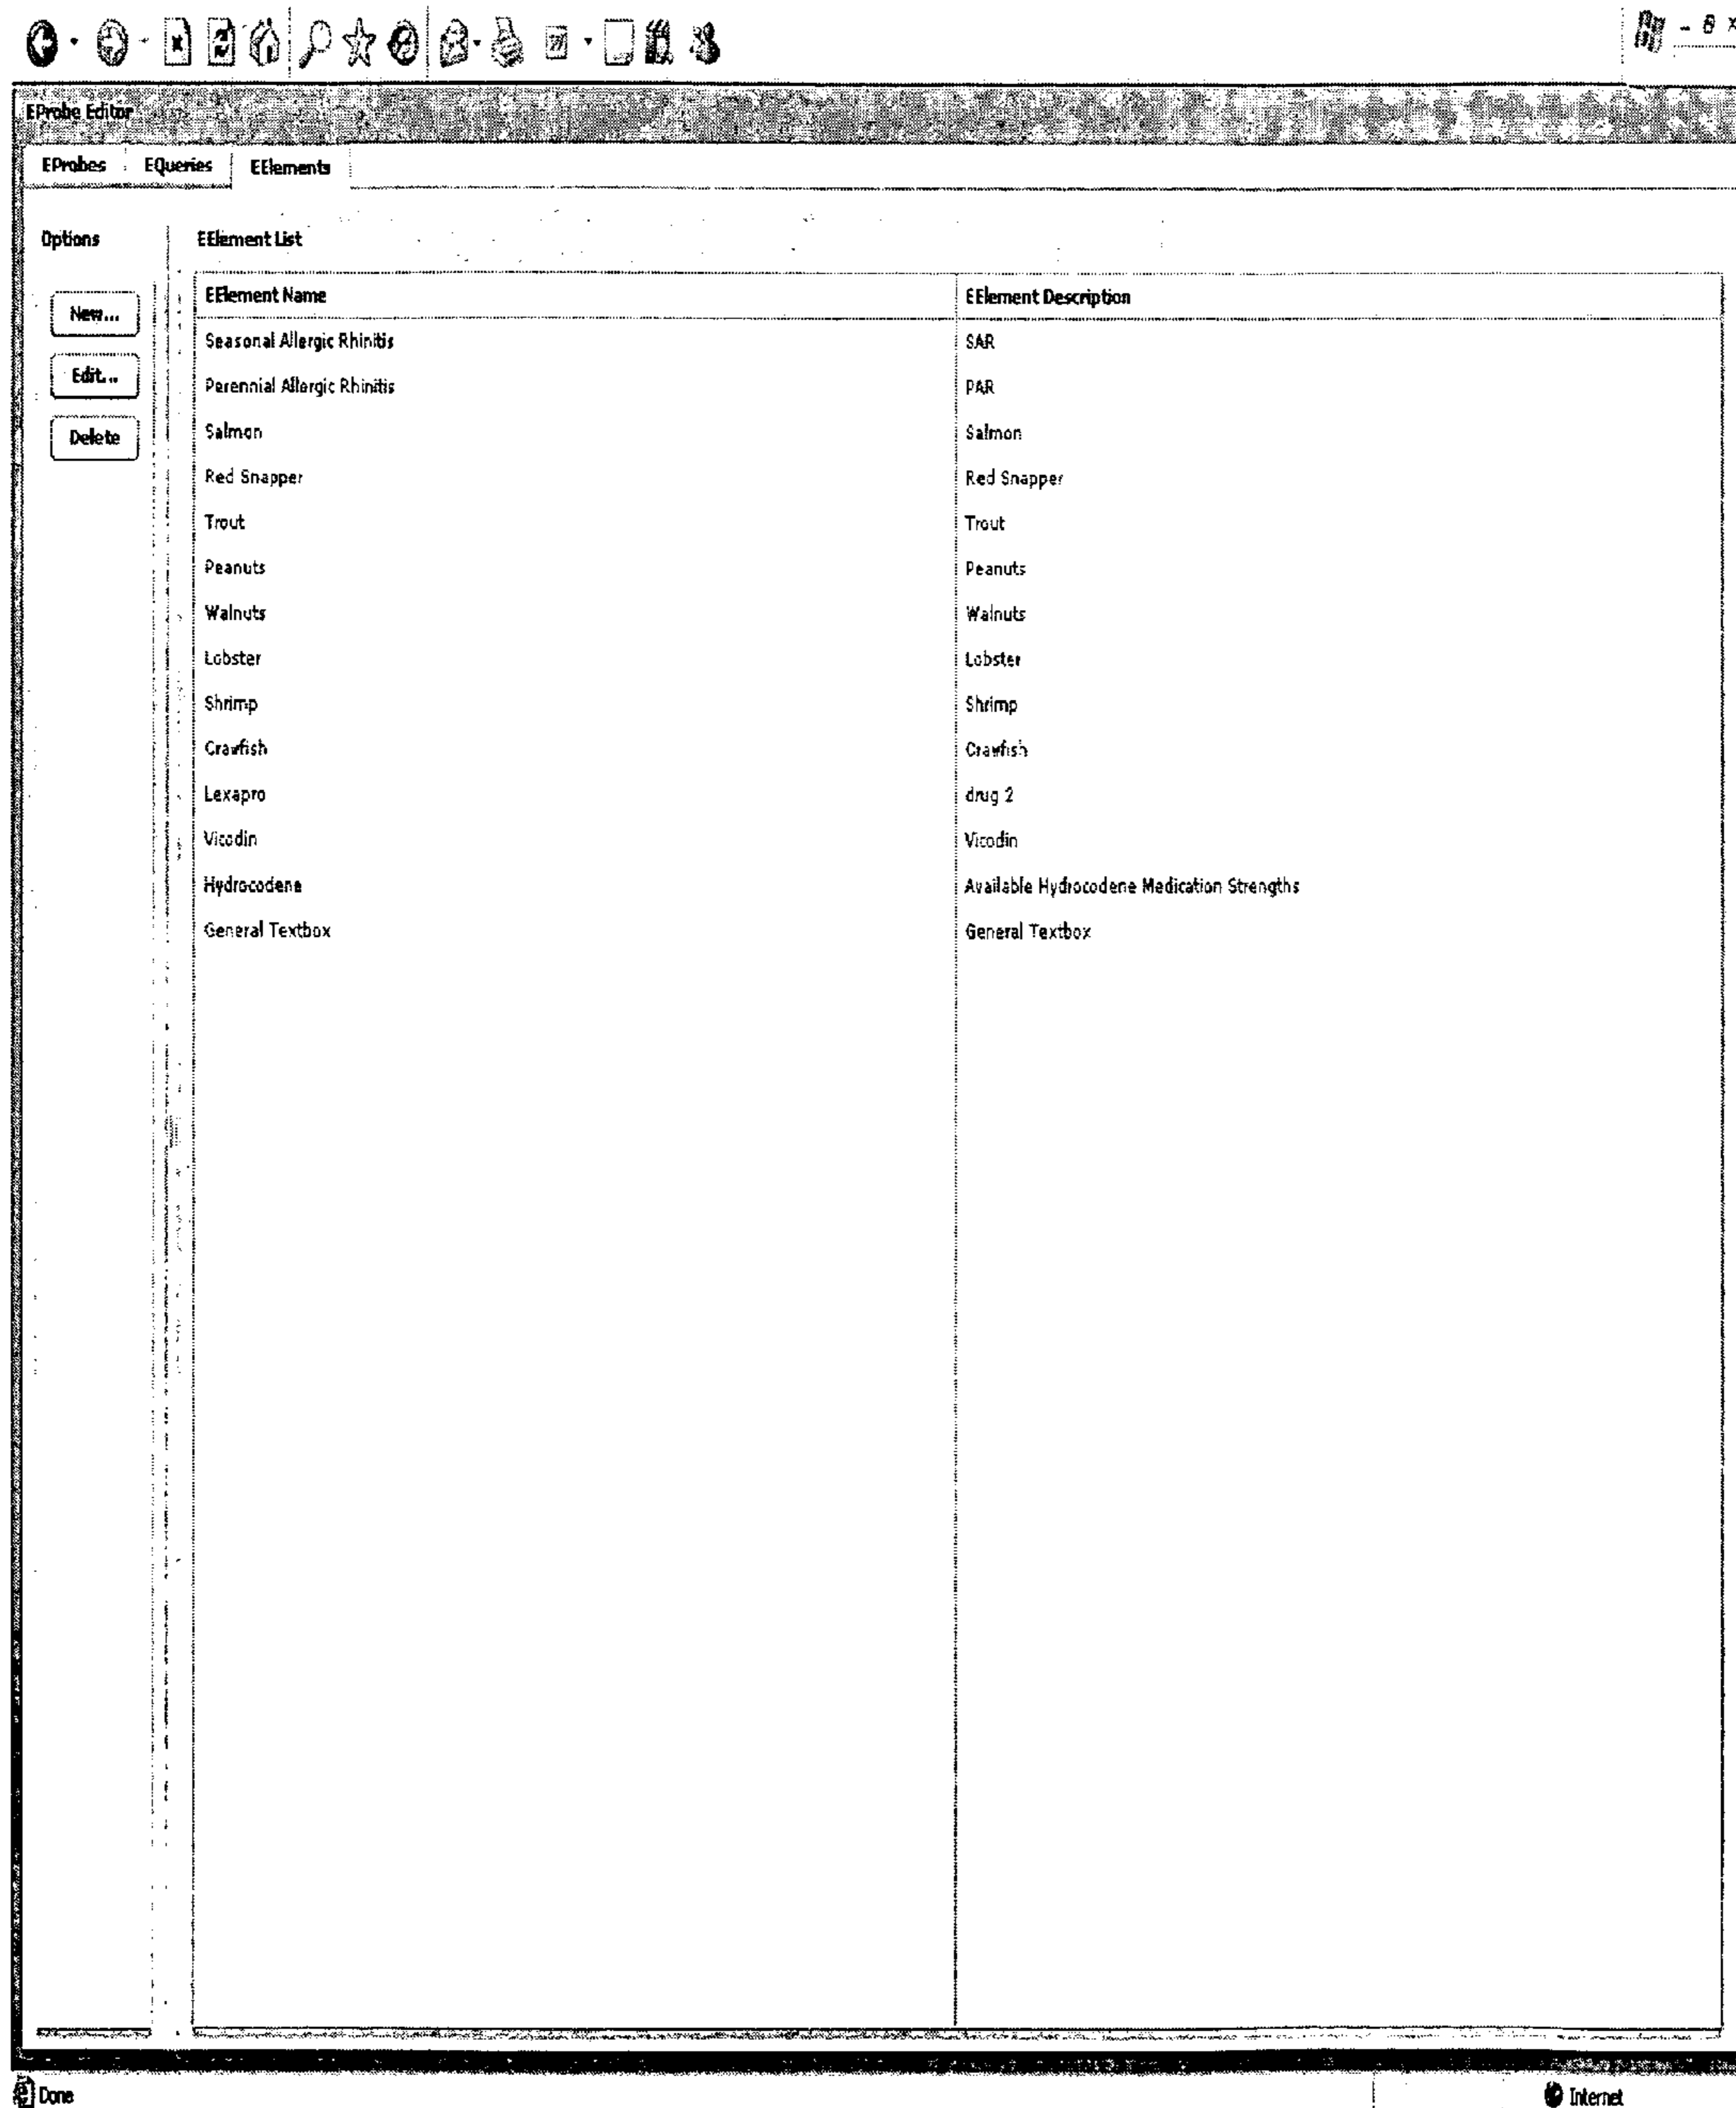 EProbe Editor
EProbes EQueries EElements
Options EElement List
EElement Name EElement Description
New...
Seasonal Allergic Rhinitis SAR
Edit...
Perennial Allergic Rhinitis PAR
Delete
Salmon Salmon
Red Snapper Red Snapper
Trout Trout
Peanuts Peanuts
Walnuts Walnuts
Lobster Lobster
Shrimp Shrimp
Crawfish Crawfish
Lexapro drug 2
Vicodin Vicodin
Hydrocodene Available Hydrocodene Medication Strengths
General Textbox General Textbox
Done Internet